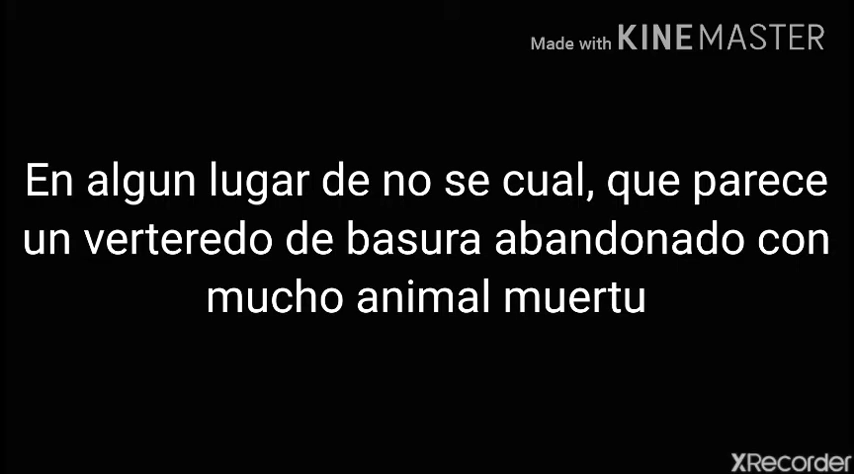 Made with KINEMASTER
En algun lugar de no se cual, que parece
un verteredo de basura abandonado con
mucho animal muertu
XRecorder